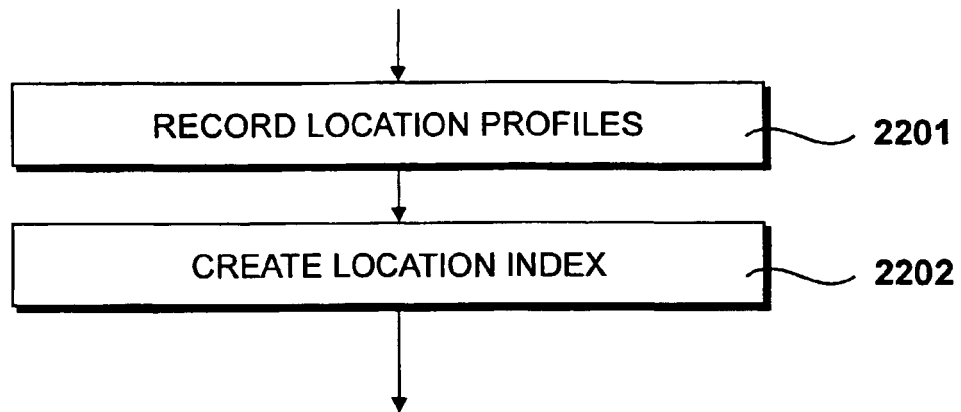 RECORD LOCATION PROFILES
2201
CREATE LOCATION INDEX
2202